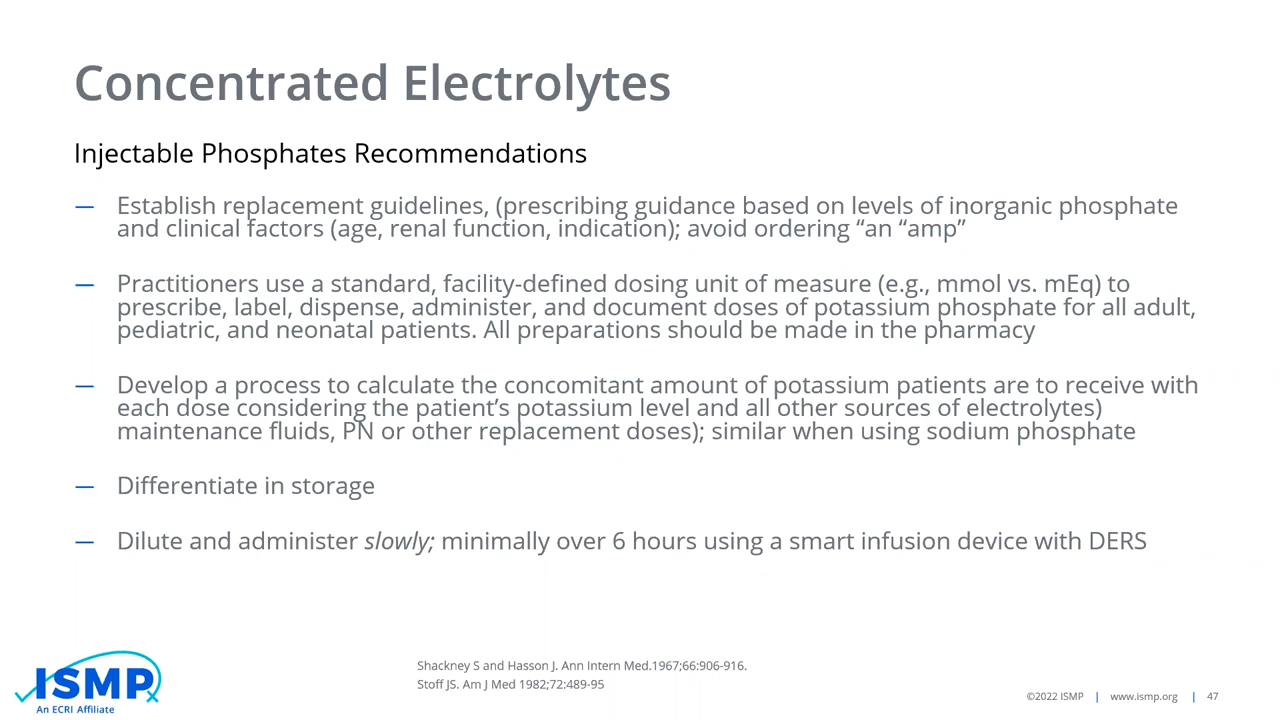 Concentrated Electrolytes
Injectable Phosphates Recommendations
— Establish replacement guidelines, (prescribing guidance based on levels of inorganic phosphate
and clinical factors (age, renal function, indication); avoid ordering “an “amp”
— Practitioners use a standard, facility-defined dosing unit of measure (e.g., mmol vs. mEq) to
prescribe, label, dispense, administer, and document doses of potassium phosphate for all adult,
pediatric, and neonatal patients. All preparations should be made in the pharmacy
— Develop a process to calculate the concomitant amount of potassium patients are to receive with
each dose considering the patient’s potassium level and all other sources of electrolytes)
maintenance fluids, PN or other replacement doses); similar when using sodium phosphate
— Differentiate in storage
— Dilute and administer slowly; minimally over 6 hours using a smart infusion device with DERS
ISMP
An ECRI Affiliate
Shackney S and Hasson J. Ann Intern Med.1967;66:906-916.
Stoff JS. Am J Med 1982;72:489-95
©2022 ISMP | www.ismp.org | 47